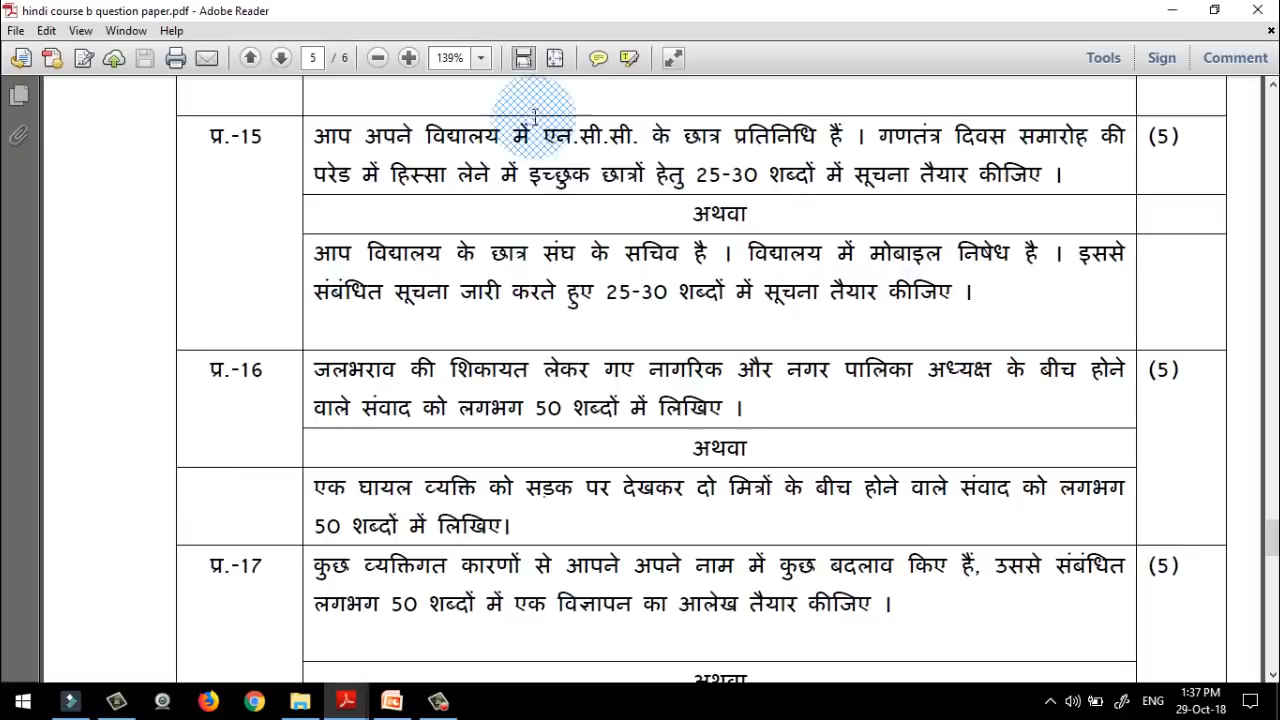 hindi course b question paper.pdf - Adobe Reader
File Edit View Window Help
5 / 6 139% Tools Sign Comment
प्र.-15 आप अपने विद्यालय में एन.सी.सी. के छात्र प्रतिनिधि हैं । गणतंत्र दिवस समारोह की (5)
परेड में हिस्सा लेने में इच्छुक छात्रों हेतु 25-30 शब्दों में सूचना तैयार कीजिए ।
अथवा
आप विद्यालय के छात्र संघ के सचिव है । विद्यालय में मोबाइल निषेध है । इससे
संबंधित सूचना जारी करते हुए 25-30 शब्दों में सूचना तैयार कीजिए ।
प्र.-16 जलभराव की शिकायत लेकर गए नागरिक और नगर पालिका अध्यक्ष के बीच होने (5)
वाले संवाद को लगभग 50 शब्दों में लिखिए ।
अथवा
एक घायल व्यक्ति को सड़क पर देखकर दो मित्रों के बीच होने वाले संवाद को लगभग
50 शब्दों में लिखिए।
प्र.-17 कुछ व्यक्तिगत कारणों से आपने अपने नाम में कुछ बदलाव किए हैं, उससे संबंधित (5)
लगभग 50 शब्दों में एक विज्ञापन का आलेख तैयार कीजिए ।
अथवा
ENG 1:37 PM
29-Oct-18